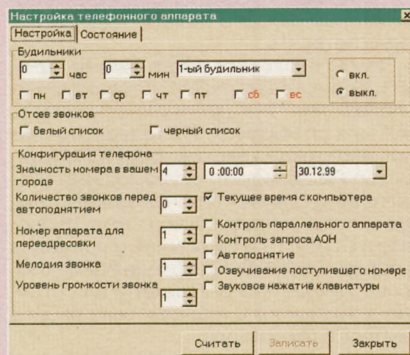 Настройка телефонного аппарата
Настройка Состояние
Будильники
0 час 0 мин 1-ый будильник вкл.
выкл.
пн вт ср чт пт сб вс
Отсев звонков
белый список черный список
Конфигурация телефона
Значность номера в вашем городе 4 0 :00:00 30.12.99
Количество звонков перед автоподнятием 0 Текущее время с компьютера
Номер аппарата для переадресовки 1 Контроль параллельного аппарата
Контроль запроса АОН
Автоподнятие
Мелодия звонка 1 Озвучивание поступившего номере
Уровень громкости звонка 1 Звуковое нажатие клавиатуры
Считать Записать Закрыть